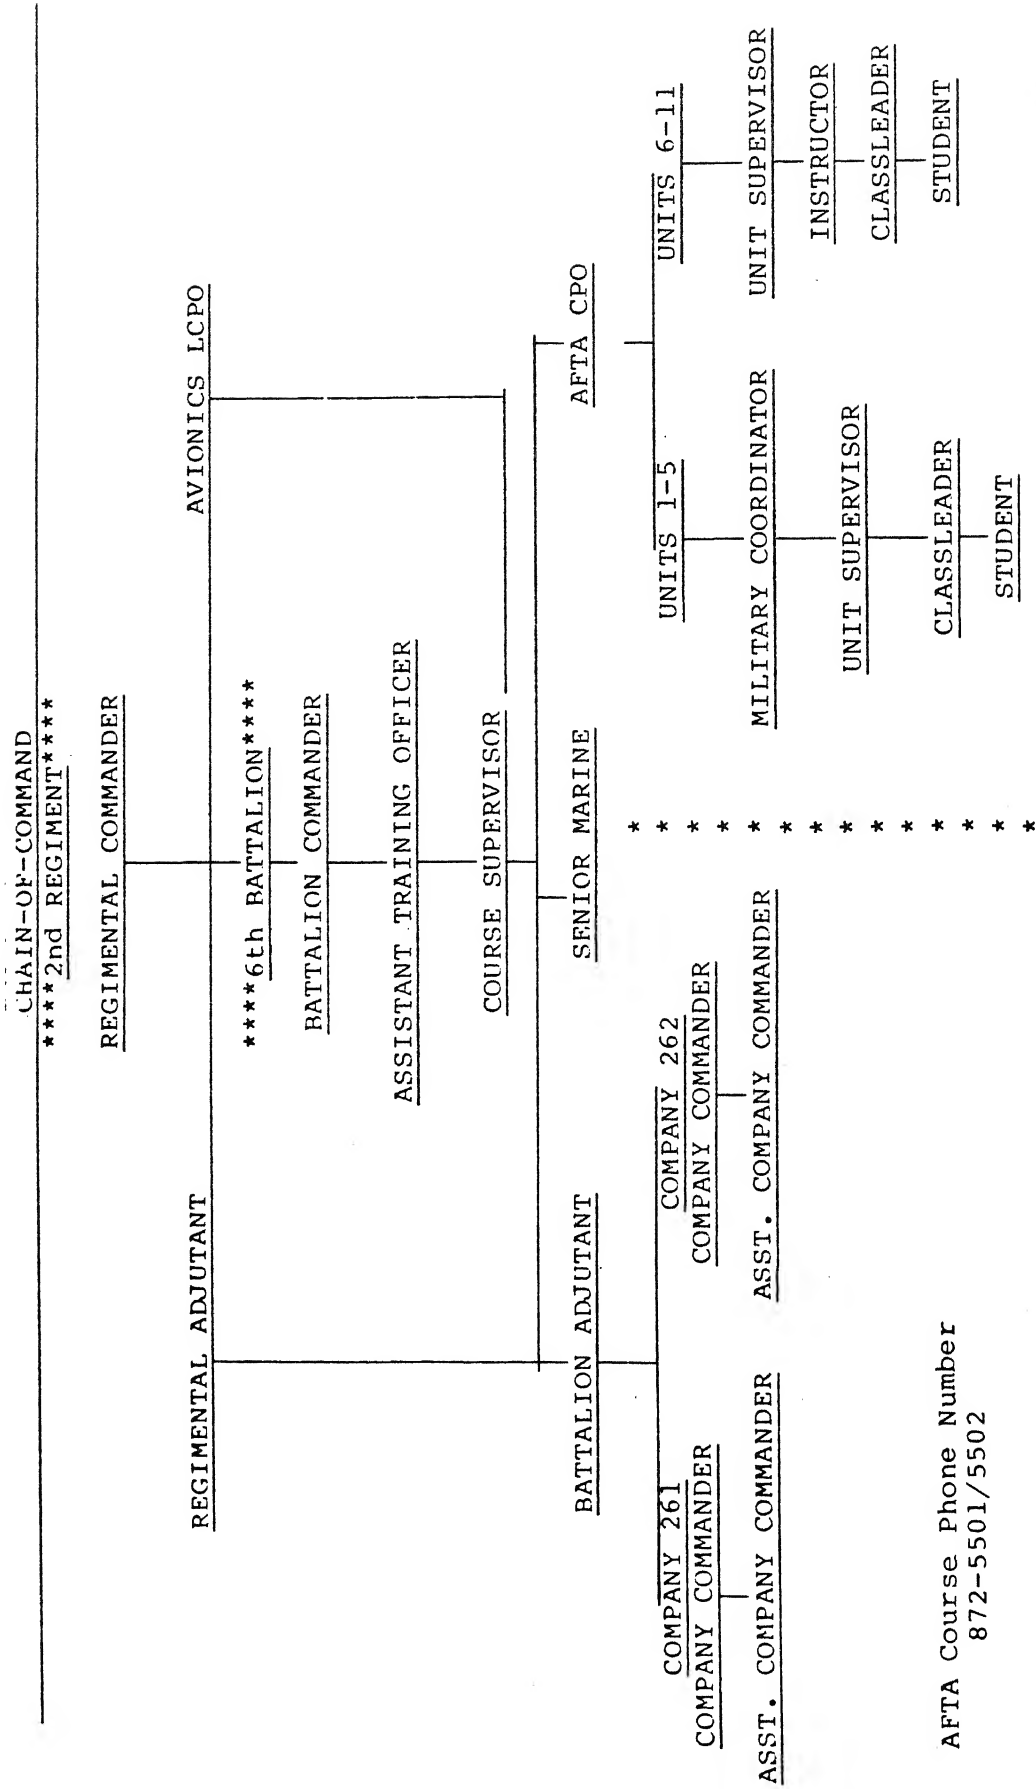 CHAIN-OF-COMMAND
****2nd REGIMENT****
REGIMENTAL COMMANDER
REGIMENTAL ADJUTANT
AVIONICS LCPO
****6th BATTALION****
BATTALION COMMANDER
ASSISTANT TRAINING OFFICER
COURSE SUPERVISOR
BATTALION ADJUTANT
SENIOR MARINE
AFTA CPO
COMPANY 261
COMPANY COMMANDER
ASST. COMPANY COMMANDER
COMPANY 262
COMPANY COMMANDER
ASST. COMPANY COMMANDER
*
*
*
*
*
*
*
*
*
*
*
*
*
*
UNITS 1-5
MILITARY COORDINATOR
UNIT SUPERVISOR
CLASSLEADER
STUDENT
UNITS 6-11
UNIT SUPERVISOR
INSTRUCTOR
CLASSLEADER
STUDENT
AFTA Course Phone Number
872-5501/5502